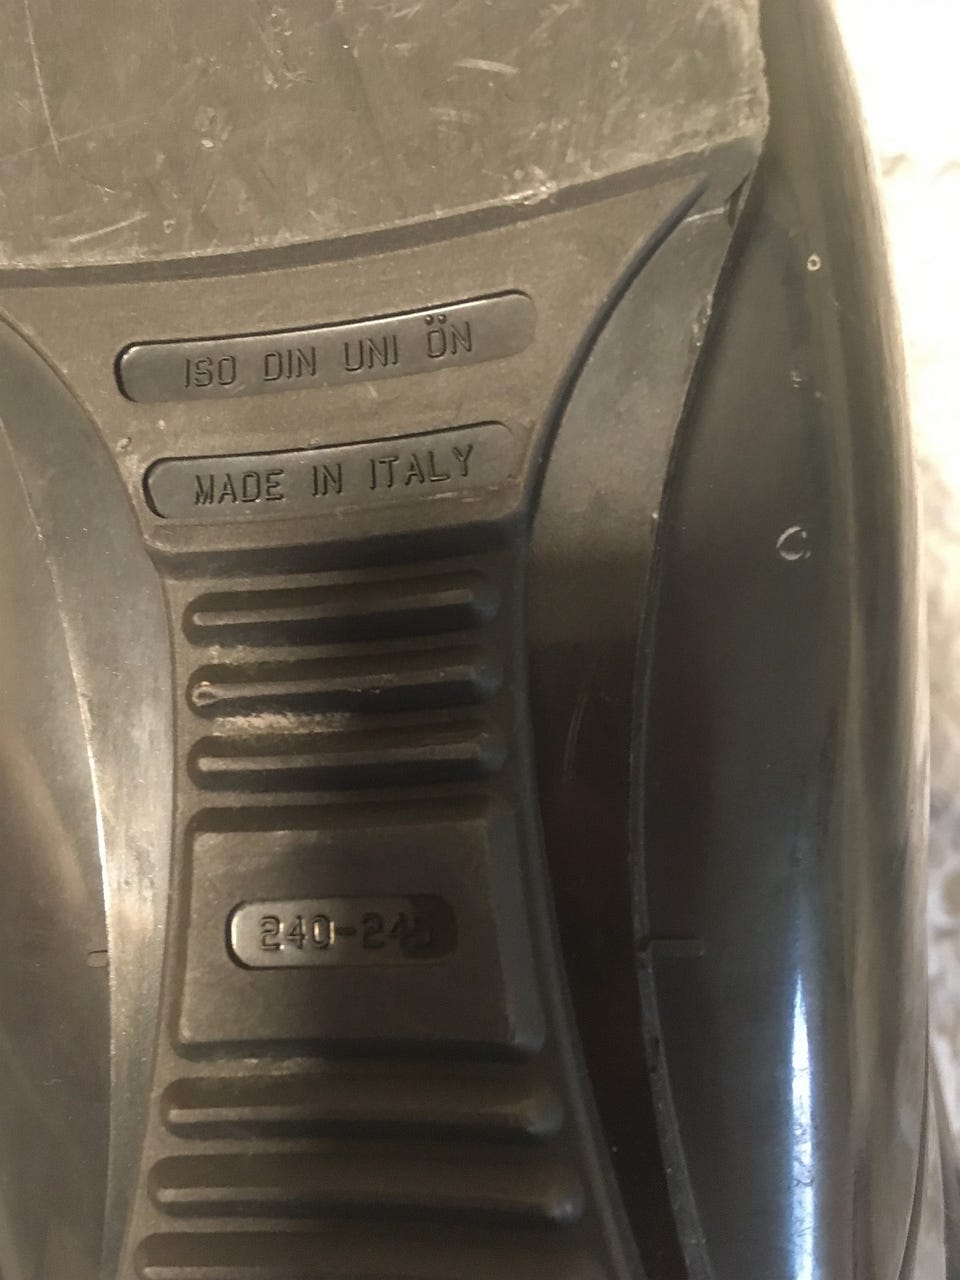 ISO DIN UNI ÖN
MADE IN ITALY
240-245